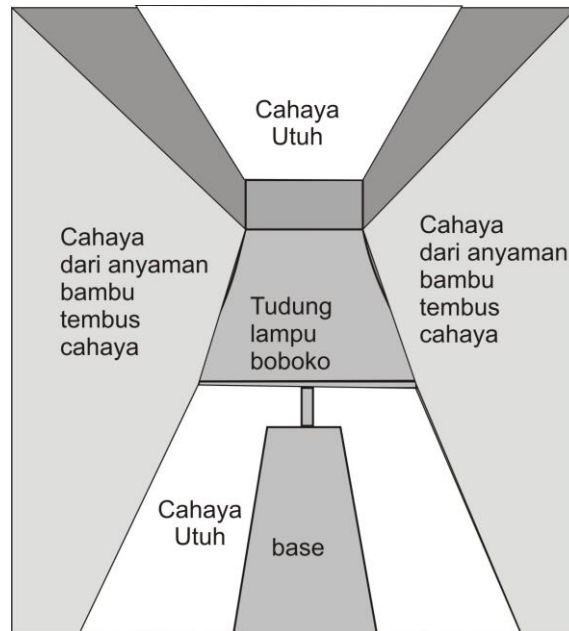 Cahaya
Utuh
Cahaya
dari anyaman
bambu
tembus
cahaya
Tudung
lampu
boboko
Cahaya
dari anyaman
bambu
tembus
cahaya
Cahaya
Utuh
base